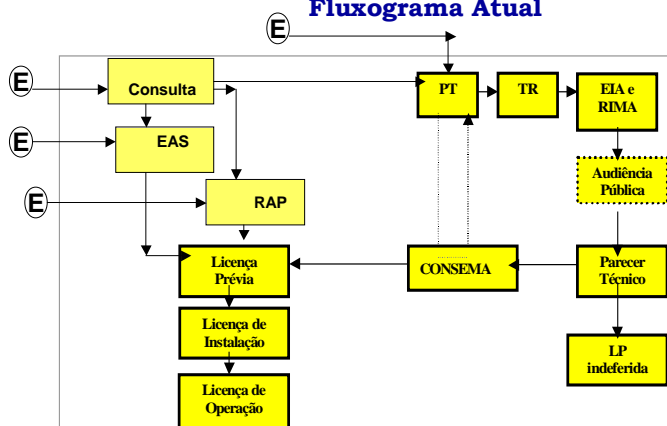 Fluxograma Atual
E
E
Consulta
PT
TR
EIA e
RIMA
E
EAS
Audiência
Pública
E
RAP
Licença
Prévia
CONSEMA
Parecer
Técnico
Licença de
Instalação
LP
indeferida
Licença de
Operação